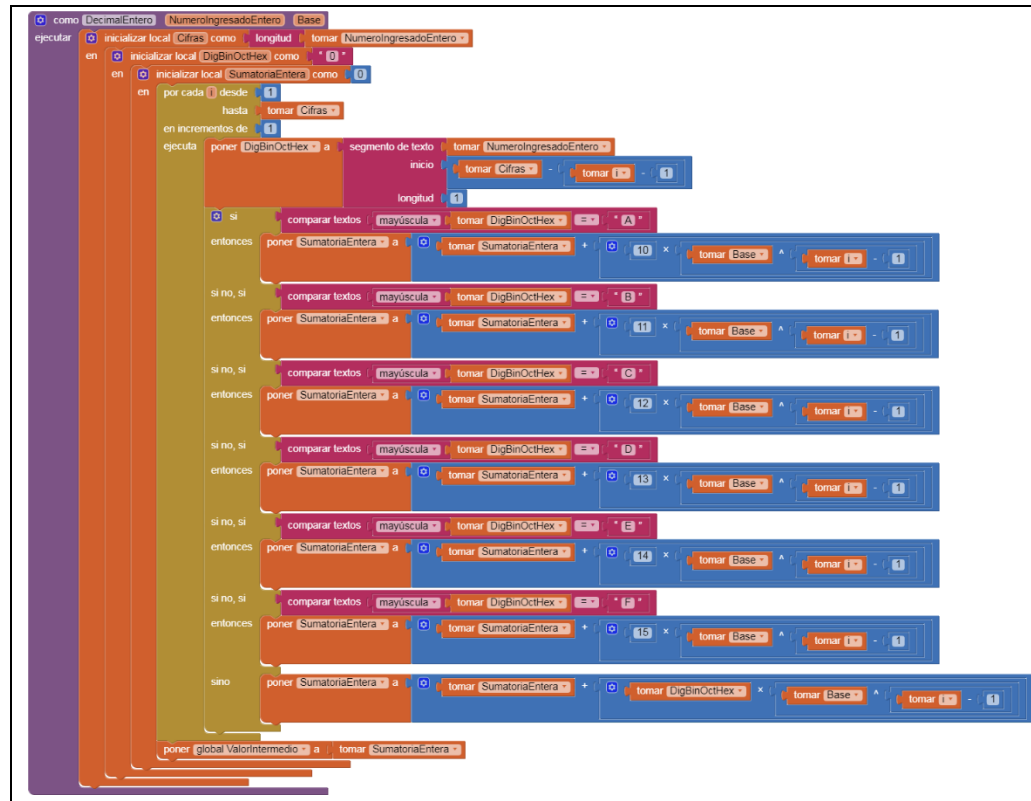 como DecimalEntero NumeroIngresadoEntero Base
ejecutar inicializar local Cifras como longitud tomar NumeroIngresadoEntero
en inicializar local DigBinOctHex como " 0 "
en inicializar local SumatoriaEntera como 0
en por cada i desde 1
hasta tomar Cifras
en incrementos de 1
ejecuta poner DigBinOctHex a segmento de texto tomar NumeroIngresadoEntero
inicio tomar Cifras - tomar i - 1
longitud 1
si comparar textos mayúscula tomar DigBinOctHex = " A "
entonces poner SumatoriaEntera a tomar SumatoriaEntera + 10 × tomar Base ^ tomar i - 1
si no, si comparar textos mayúscula tomar DigBinOctHex = " B "
entonces poner SumatoriaEntera a tomar SumatoriaEntera + 11 × tomar Base ^ tomar i - 1
si no, si comparar textos mayúscula tomar DigBinOctHex = " C "
entonces poner SumatoriaEntera a tomar SumatoriaEntera + 12 × tomar Base ^ tomar i - 1
si no, si comparar textos mayúscula tomar DigBinOctHex = " D "
entonces poner SumatoriaEntera a tomar SumatoriaEntera + 13 × tomar Base ^ tomar i - 1
si no, si comparar textos mayúscula tomar DigBinOctHex = " E "
entonces poner SumatoriaEntera a tomar SumatoriaEntera + 14 × tomar Base ^ tomar i - 1
si no, si comparar textos mayúscula tomar DigBinOctHex = " F "
entonces poner SumatoriaEntera a tomar SumatoriaEntera + 15 × tomar Base ^ tomar i - 1
sino poner SumatoriaEntera a tomar SumatoriaEntera + tomar DigBinOctHex × tomar Base ^ tomar i - 1
poner global ValorIntermedio a tomar SumatoriaEntera